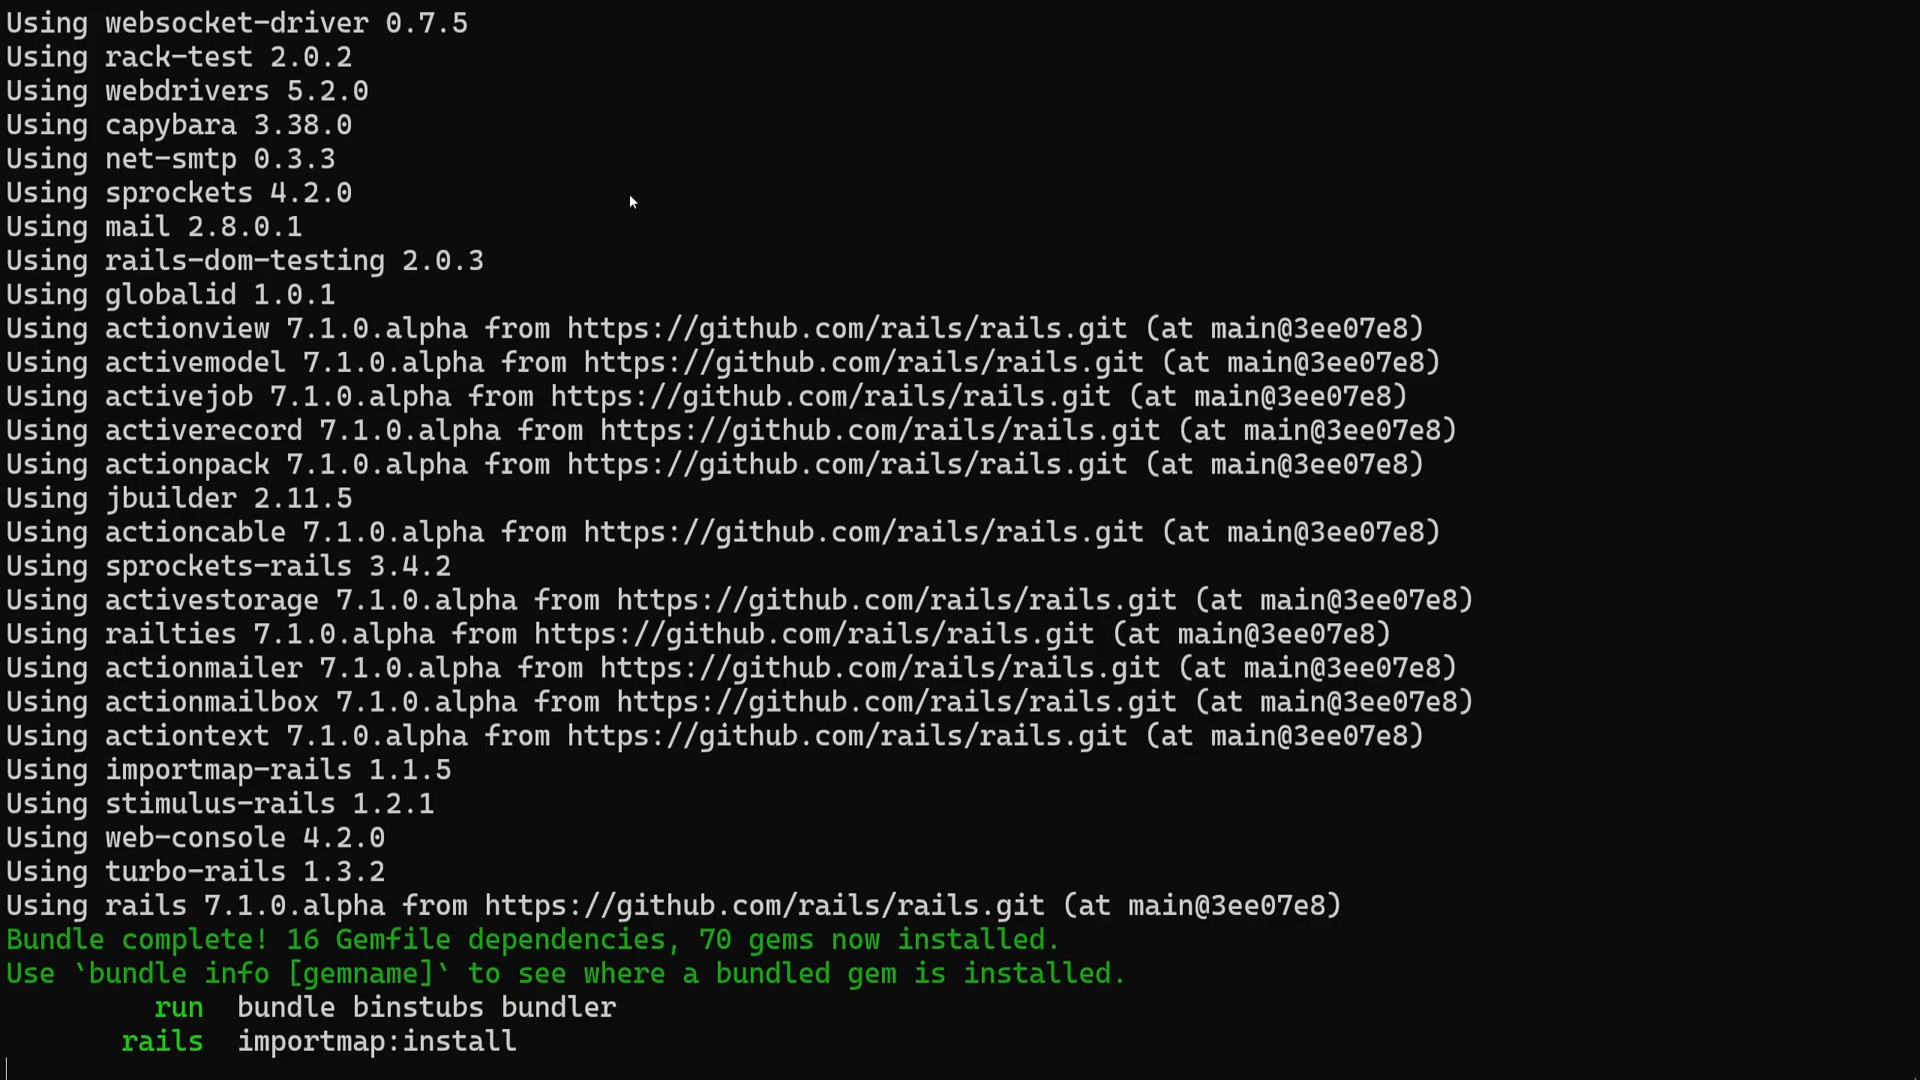 Using websocket-driver 0.7.5
Using rack-test 2.0.2
Using webdrivers 5.2.0
Using capybara 3.38.0
Using net-smtp 0.3.3
Using sprockets 4.2.0
Using mail 2.8.0.1
Using rails-dom-testing 2.0.3
Using globalid 1.0.1
Using actionview 7.1.0.alpha from https://github.com/rails/rails.git (at main@3ee07e8)
Using activemodel 7.1.0.alpha from https://github.com/rails/rails.git (at main@3ee07e8)
Using activejob 7.1.0.alpha from https://github.com/rails/rails.git (at main@3ee07e8)
Using activerecord 7.1.0.alpha from https://github.com/rails/rails.git (at main@3ee07e8)
Using actionpack 7.1.0.alpha from https://github.com/rails/rails.git (at main@3ee07e8)
Using jbuilder 2.11.5
Using actioncable 7.1.0.alpha from https://github.com/rails/rails.git (at main@3ee07e8)
Using sprockets-rails 3.4.2
Using activestorage 7.1.0.alpha from https://github.com/rails/rails.git (at main@3ee07e8)
Using railties 7.1.0.alpha from https://github.com/rails/rails.git (at main@3ee07e8)
Using actionmailer 7.1.0.alpha from https://github.com/rails/rails.git (at main@3ee07e8)
Using actionmailbox 7.1.0.alpha from https://github.com/rails/rails.git (at main@3ee07e8)
Using actiontext 7.1.0.alpha from https://github.com/rails/rails.git (at main@3ee07e8)
Using importmap-rails 1.1.5
Using stimulus-rails 1.2.1
Using web-console 4.2.0
Using turbo-rails 1.3.2
Using rails 7.1.0.alpha from https://github.com/rails/rails.git (at main@3ee07e8)
Bundle complete! 16 Gemfile dependencies, 70 gems now installed.
Use `bundle info [gemname]` to see where a bundled gem is installed.
run  bundle binstubs bundler
rails  importmap:install